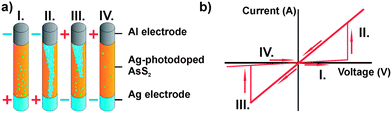 a)
I. II. III. IV.
− − + +
Al electrode
Ag-photodoped
AsS₂
Ag electrode
+ + − −
b)
Current (A)
II.
IV.
I.
Voltage (V)
III.